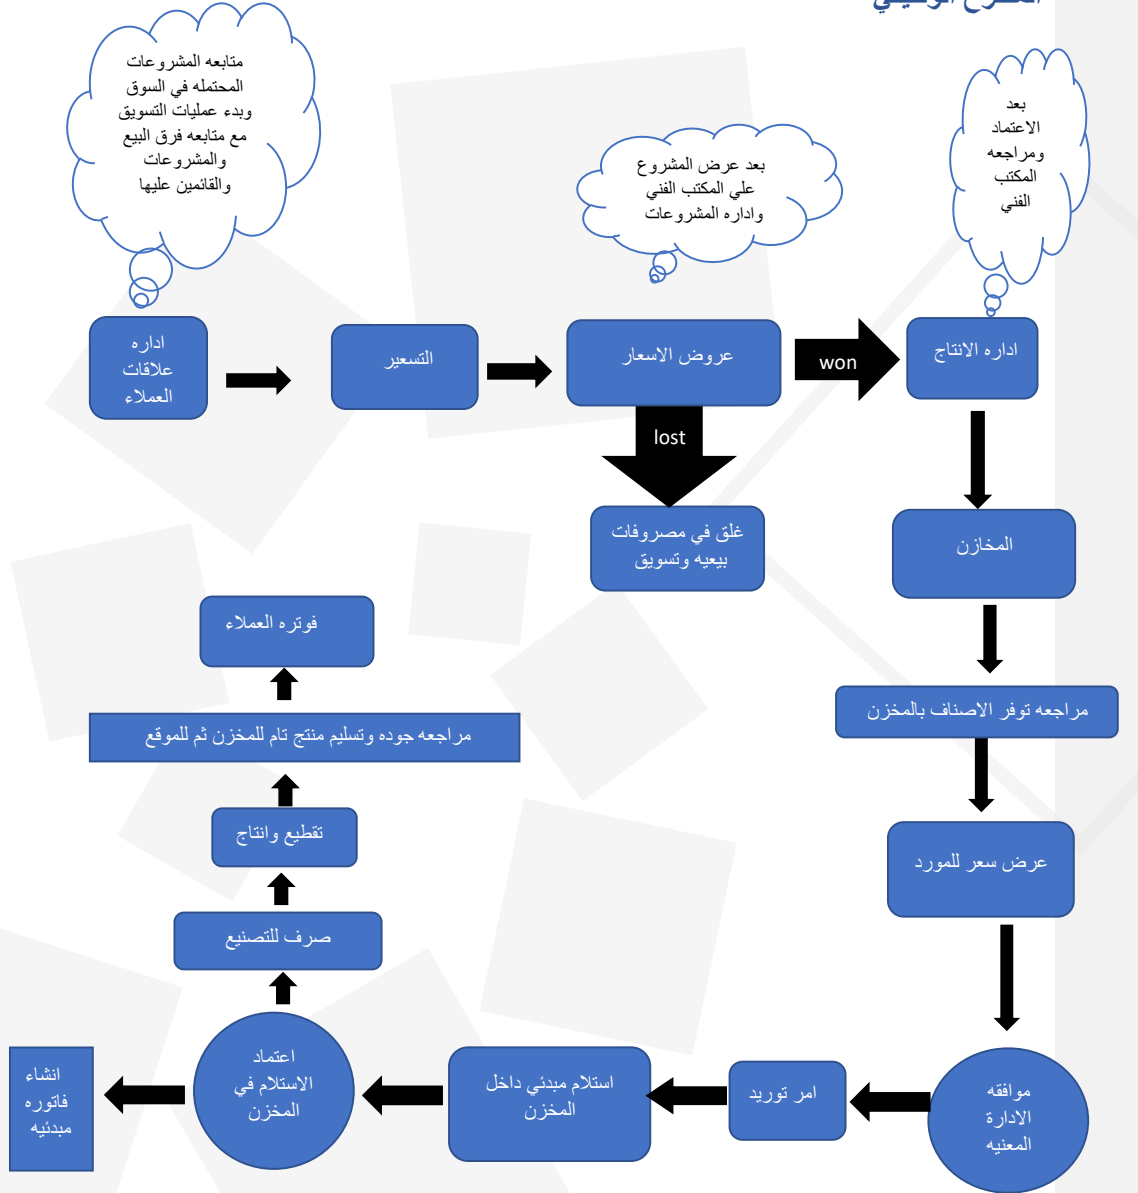 متابعه المشروعات
المحتمله في السوق
وبدء عمليات التسويق
مع متابعه فرق البيع
والمشروعات
والقائمين عليها
بعد عرض المشروع
علي المكتب الفني
واداره المشروعات
بعد
الاعتماد
ومراجعه
المكتب
الفني
اداره
علاقات
العملاء
التسعير
عروض الاسعار
won
اداره الانتاج
lost
غلق في مصروفات
بيعيه وتسويق
المخازن
مراجعه توفر الاصناف بالمخزن
عرض سعر للمورد
موافقه
الادارة
المعنيه
امر توريد
استلام مبدئي داخل
المخزن
اعتماد
الاستلام في
المخزن
انشاء
فاتوره
مبدئيه
صرف للتصنيع
تقطيع وانتاج
مراجعه جوده وتسليم منتج تام للمخزن ثم للموقع
فوتره العملاء